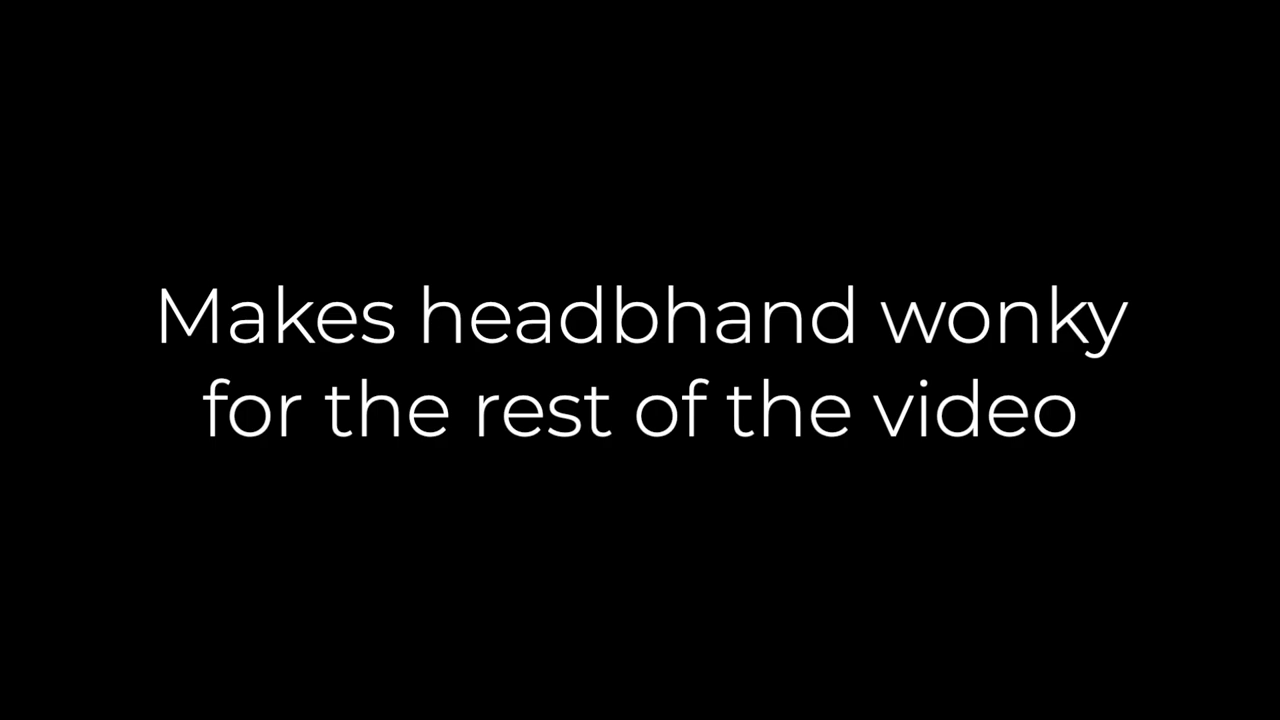 Makes headbhand wonky
for the rest of the video